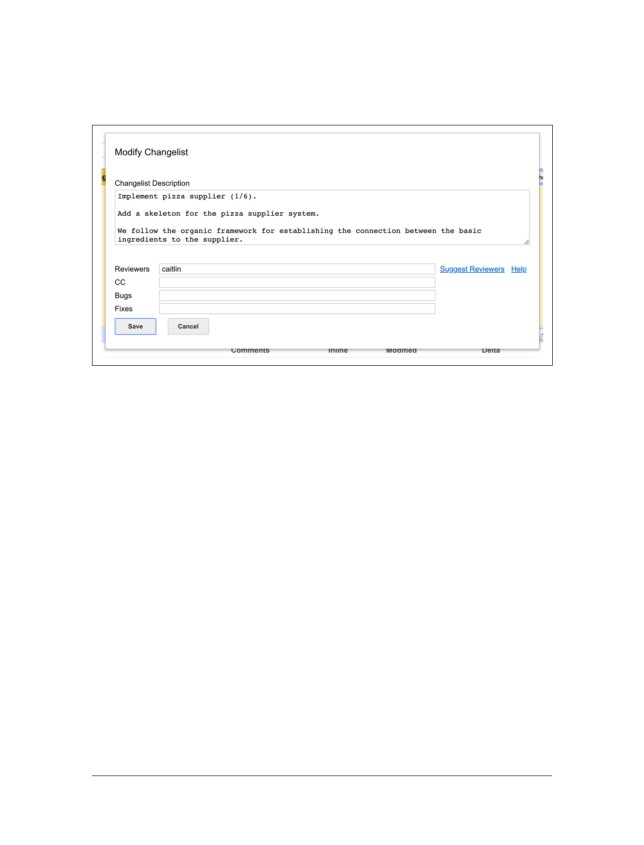 Modify Changelist
Changelist Description
Implement pizza supplier (1/6).
Add a skeleton for the pizza supplier system.
We follow the organic framework for establishing the connection between the basic
ingredients to the supplier.
Reviewers caitlin Suggest Reviewers Help
CC
Bugs
Fixes
Save Cancel
Comments Inline Modified Delta